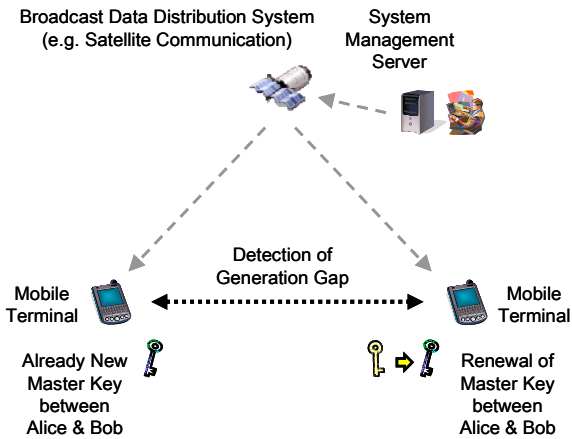 Broadcast Data Distribution System
(e.g. Satellite Communication)
System
Management
Server
Detection of
Generation Gap
Mobile
Terminal
Mobile
Terminal
Already New
Master Key
between
Alice & Bob
Renewal of
Master Key
between
Alice & Bob